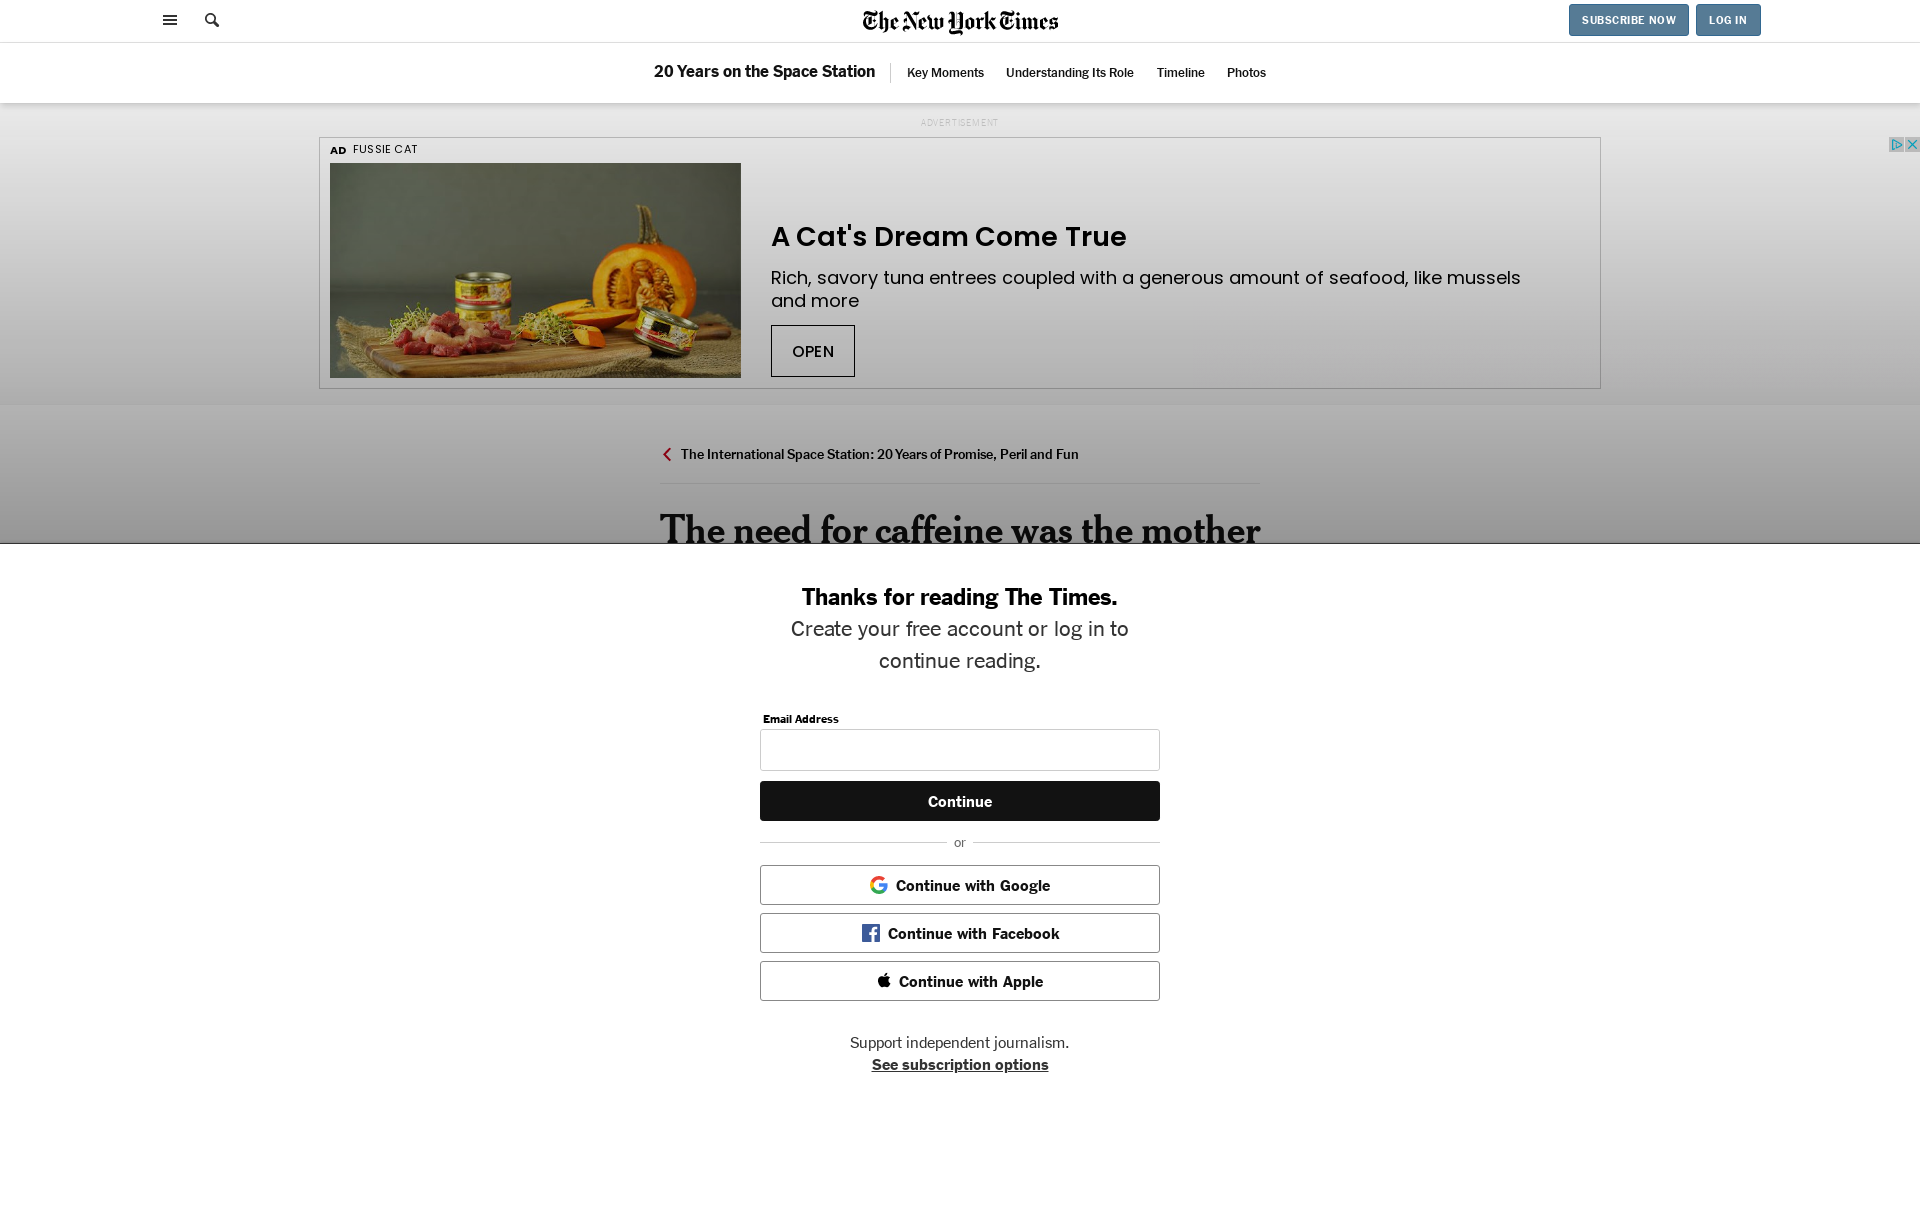 The New York Times
SUBSCRIBE NOW
LOG IN
20 Years on the Space Station
Key Moments
Understanding Its Role
Timeline
Photos
ADVERTISEMENT
AD FUSSIE CAT
A Cat's Dream Come True
Rich, savory tuna entrees coupled with a generous amount of seafood, like mussels
and more
OPEN
The International Space Station: 20 Years of Promise, Peril and Fun
The need for caffeine was the mother
Thanks for reading The Times.
Create your free account or log in to
continue reading.
Email Address
Continue
or
Continue with Google
Continue with Facebook
Continue with Apple
Support independent journalism.
See subscription options